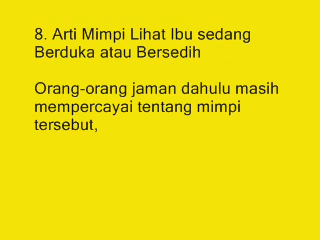 8. Arti Mimpi Lihat Ibu sedang
Berduka atau Bersedih
Orang-orang jaman dahulu masih
mempercayai tentang mimpi
tersebut,